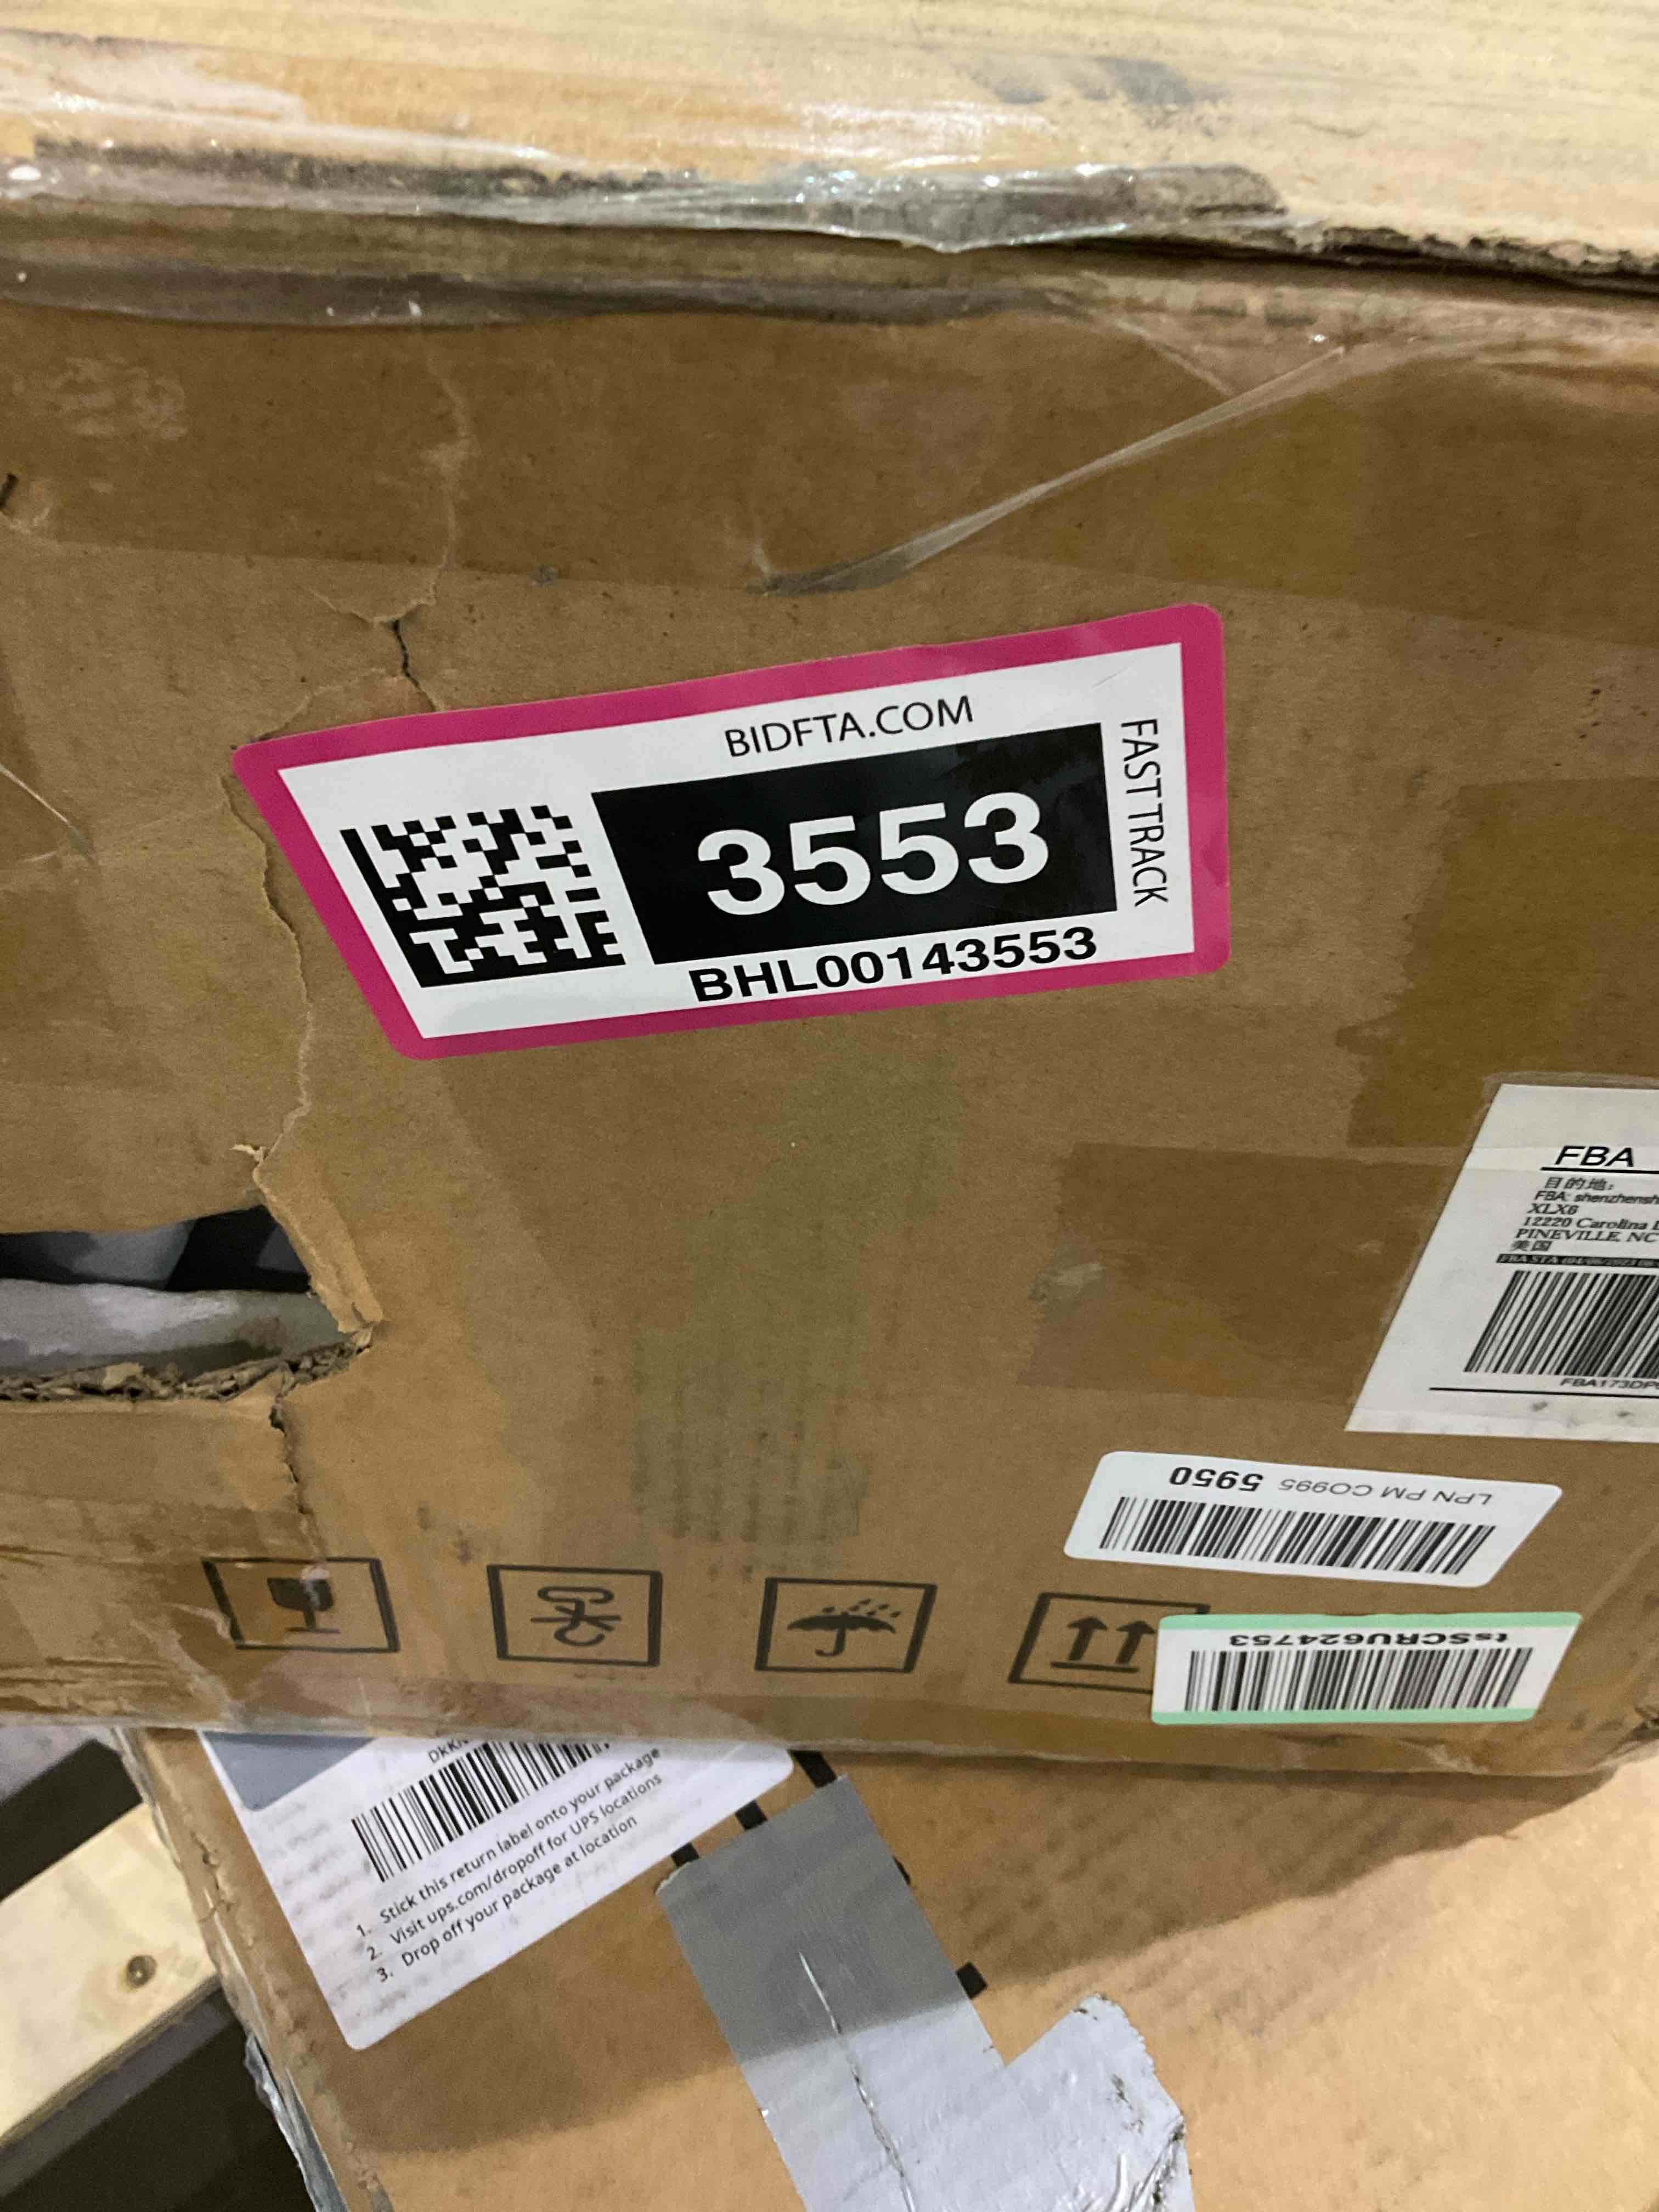 BIDFTA.COM
3553
FAST TRACK
BHL00143553
FBA
目的地：
FBA: shenzhensh
XLX6
12220 Carolina
PINEVILLE, NC
美国
FBA173DP
LPN PM CO995 5950
tsSCRU624753
1. Stick this return label onto your package
2. Visit ups.com/dropoff for UPS locations
3. Drop off your package at location